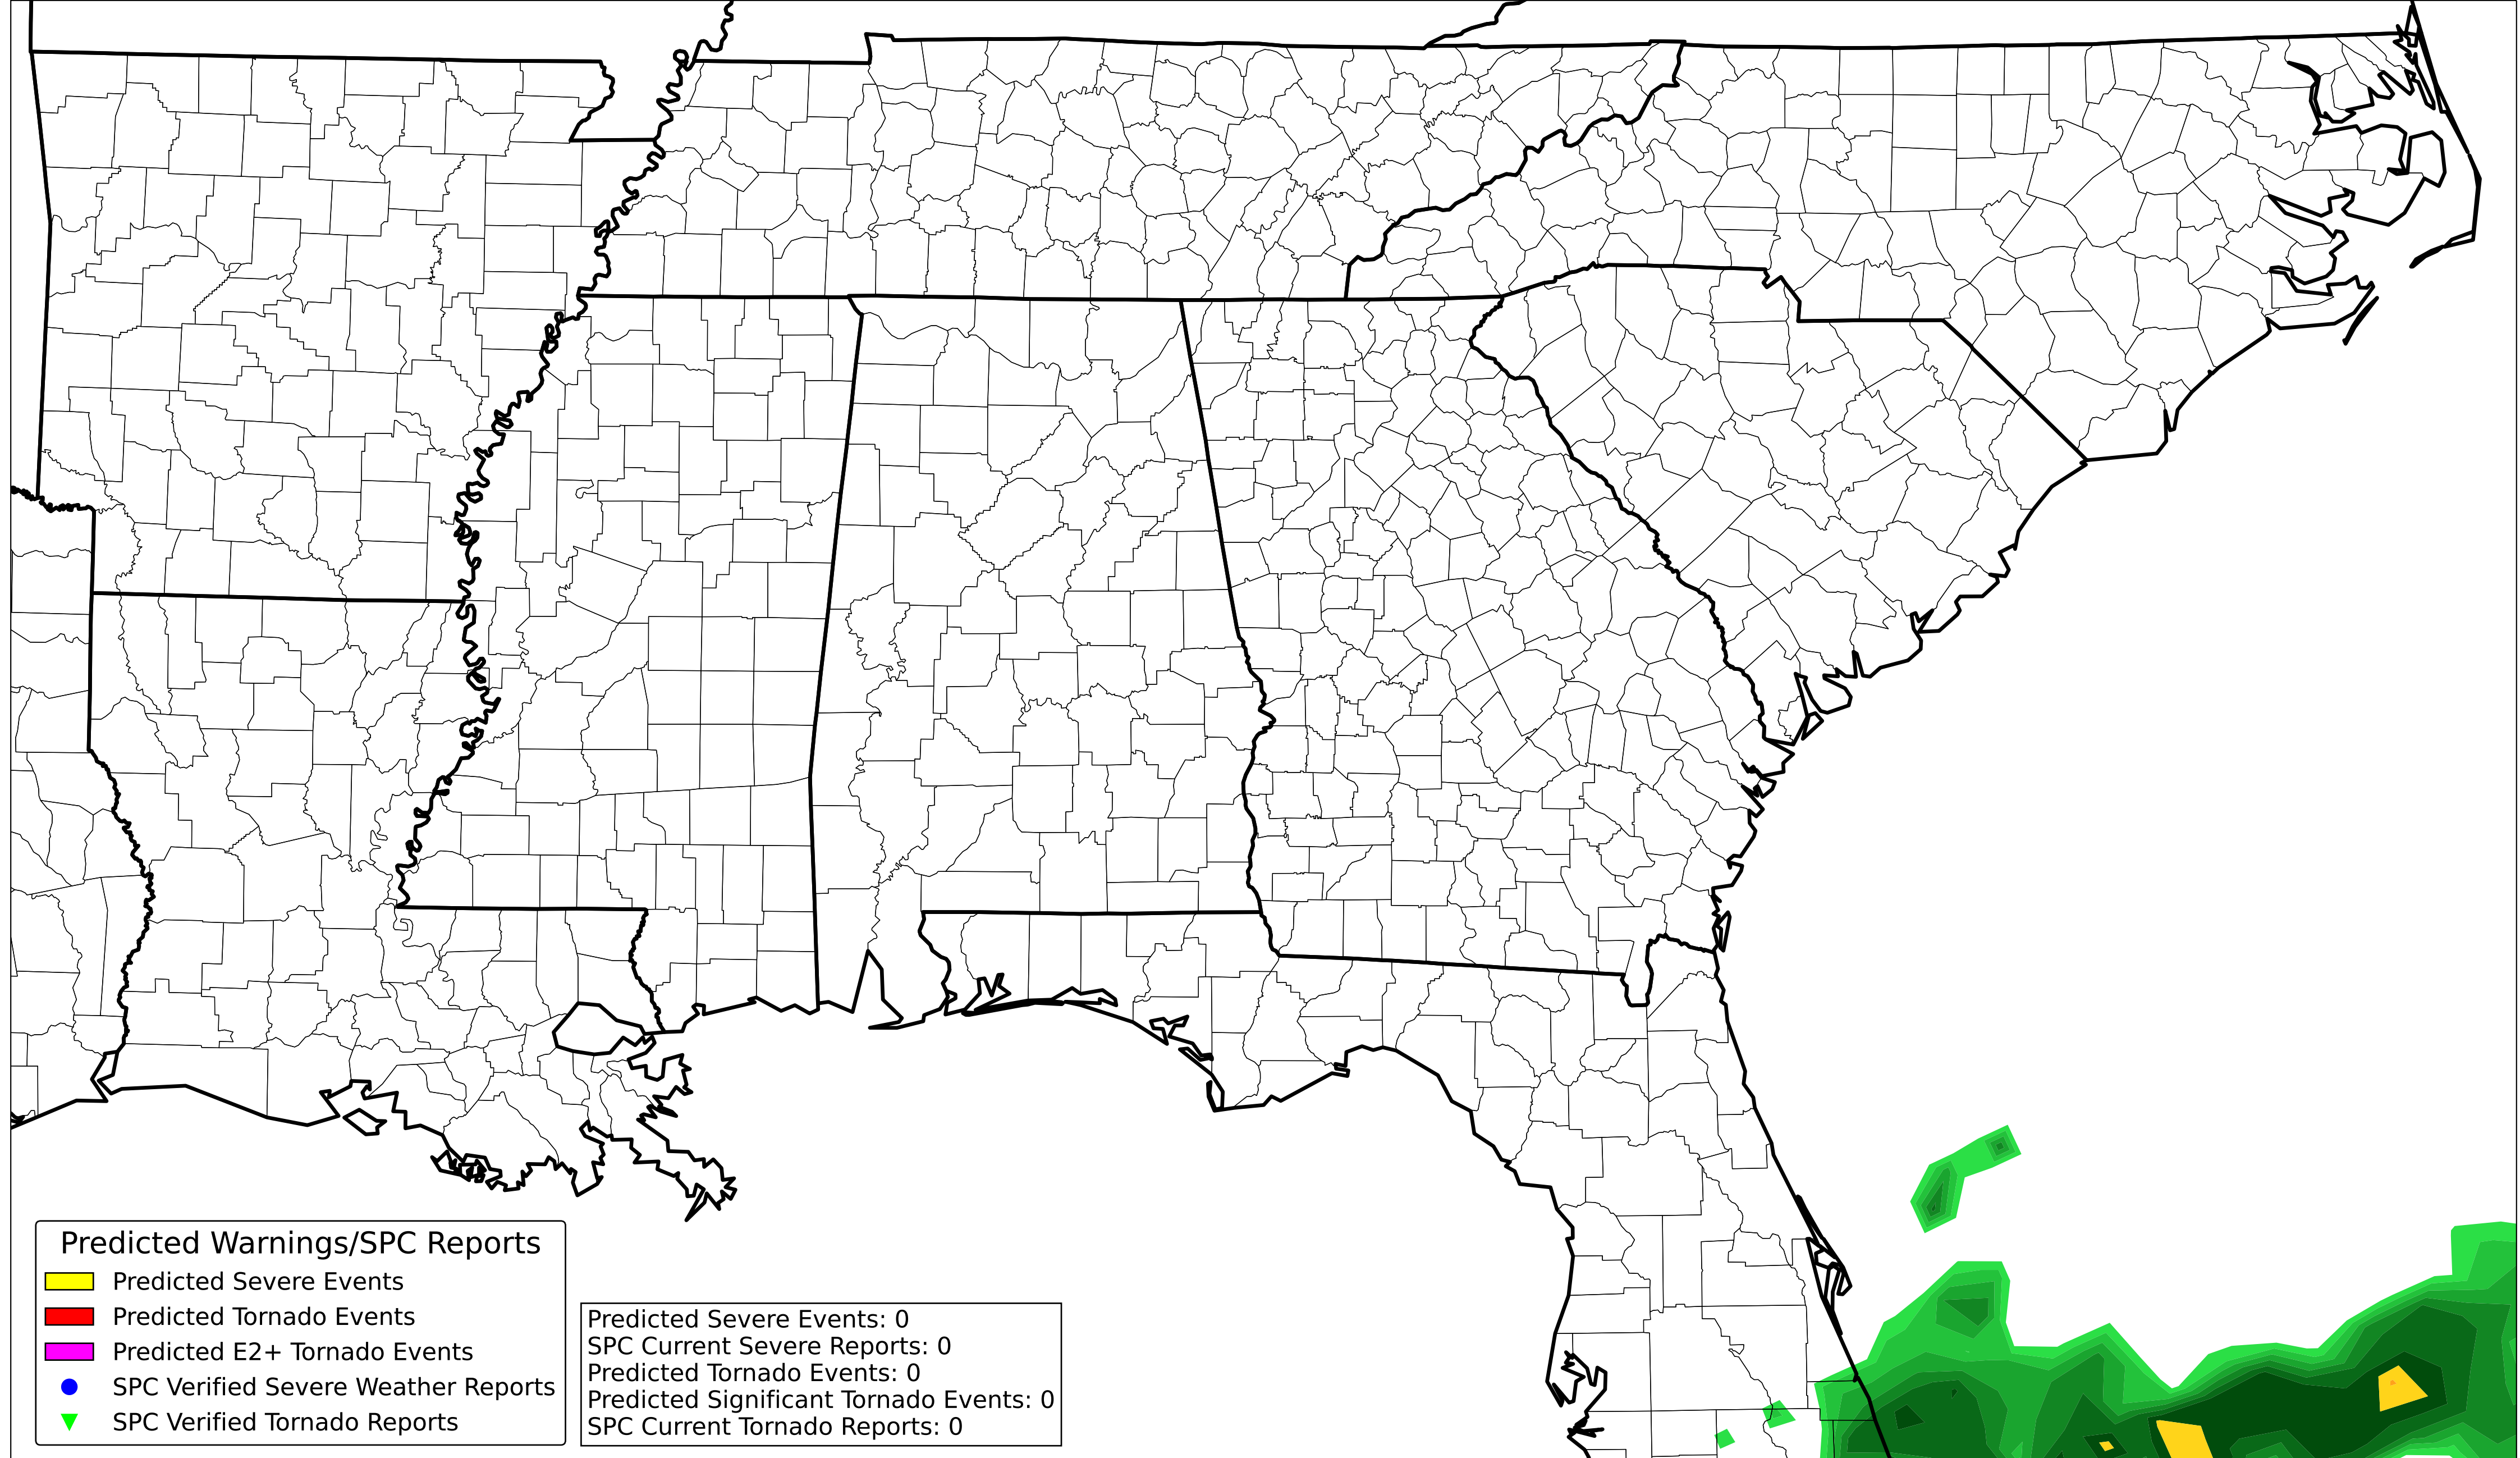 Predicted Warnings/SPC Reports
Predicted Severe Events
Predicted Tornado Events
Predicted E2+ Tornado Events
SPC Verified Severe Weather Reports
SPC Verified Tornado Reports
Predicted Severe Events: 0
SPC Current Severe Reports: 0
Predicted Tornado Events: 0
Predicted Significant Tornado Events: 0
SPC Current Tornado Reports: 0